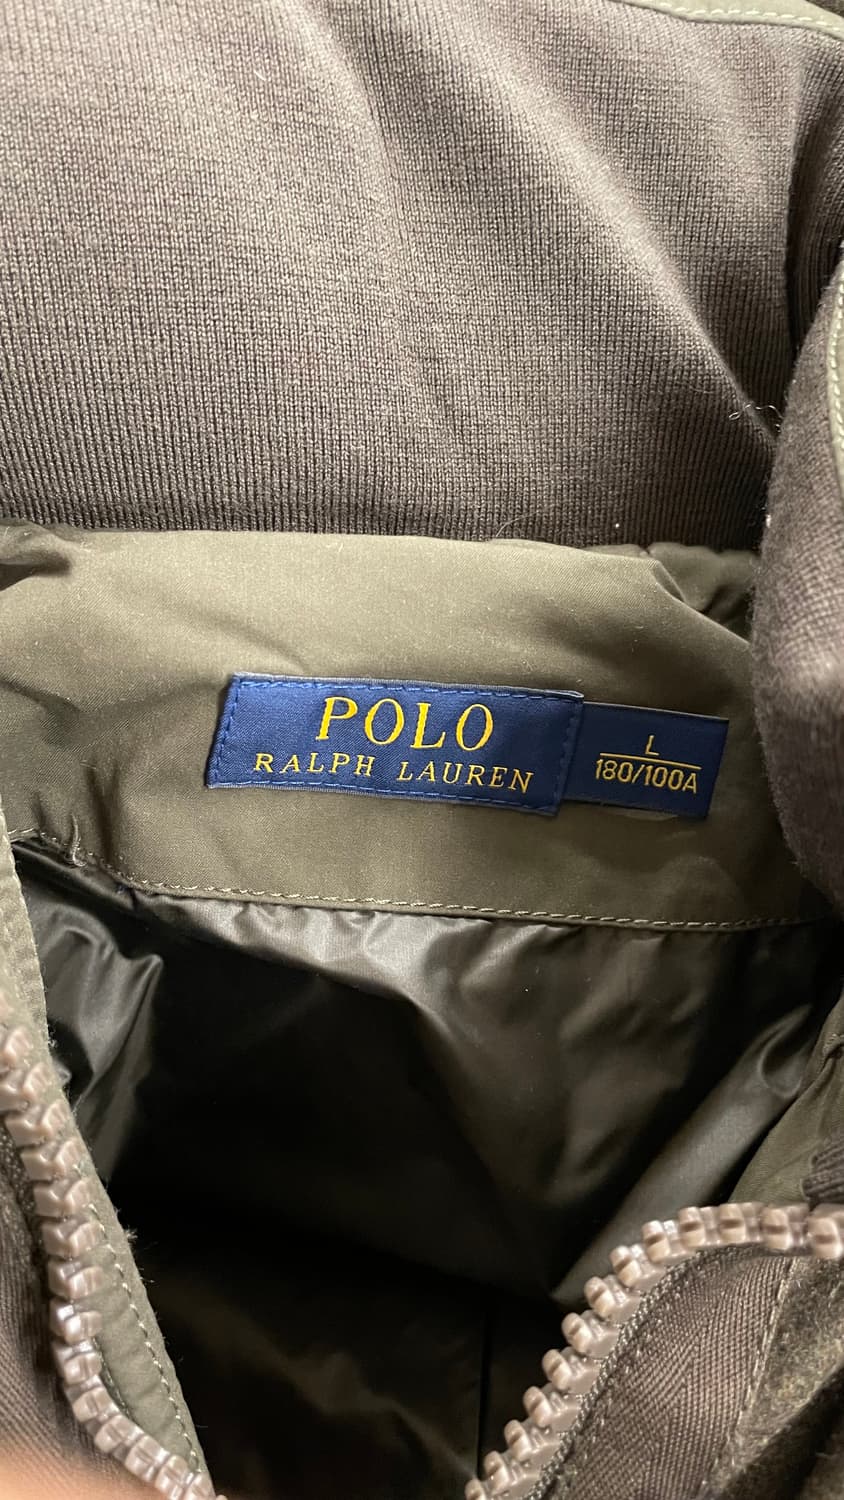 POLO
RALPH LAUREN
L
180/100A